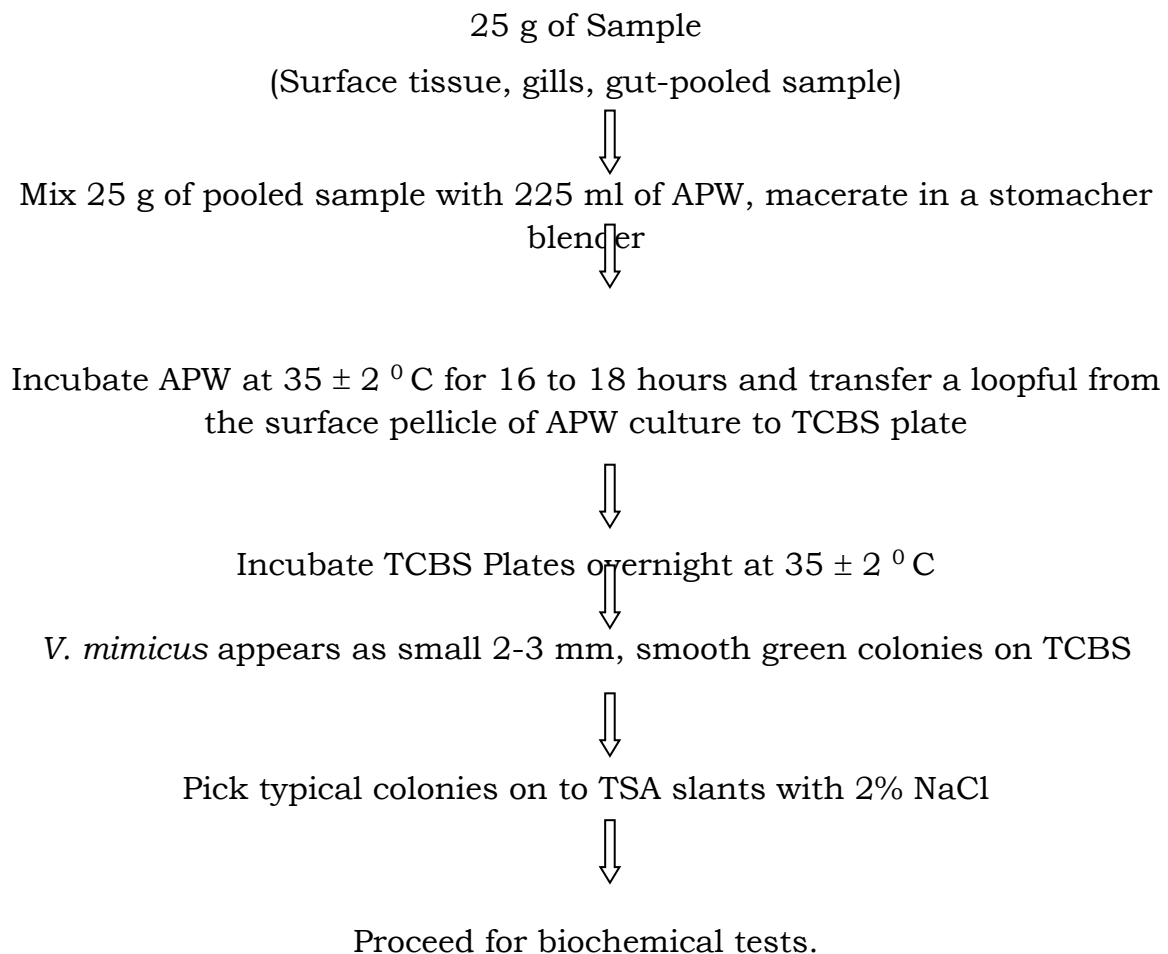 25 g of Sample
(Surface tissue, gills, gut-pooled sample)
Mix 25 g of pooled sample with 225 ml of APW, macerate in a stomacher
blender
Incubate APW at 35 ± 2 ⁰ C for 16 to 18 hours and transfer a loopful from
the surface pellicle of APW culture to TCBS plate
Incubate TCBS Plates overnight at 35 ± 2 ⁰ C
V. mimicus appears as small 2-3 mm, smooth green colonies on TCBS
Pick typical colonies on to TSA slants with 2% NaCl
Proceed for biochemical tests.